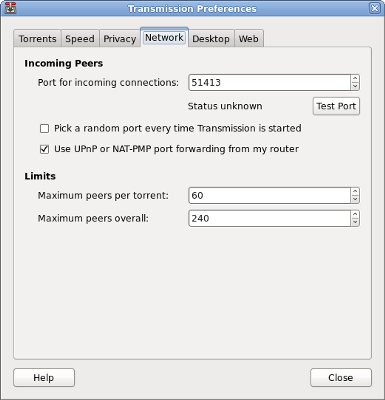 Transmission Preferences
Torrents Speed Privacy Network Desktop Web
Incoming Peers
Port for incoming connections: 51413
Status unknown Test Port
Pick a random port every time Transmission is started
Use UPnP or NAT-PMP port forwarding from my router
Limits
Maximum peers per torrent: 60
Maximum peers overall: 240
Help Close